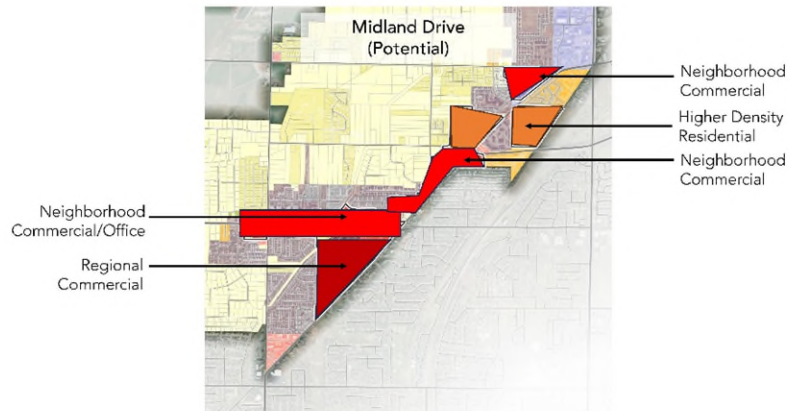 Midland Drive
(Potential)
Neighborhood
Commercial
Higher Density
Residential
Neighborhood
Commercial
Neighborhood
Commercial/Office
Regional
Commercial